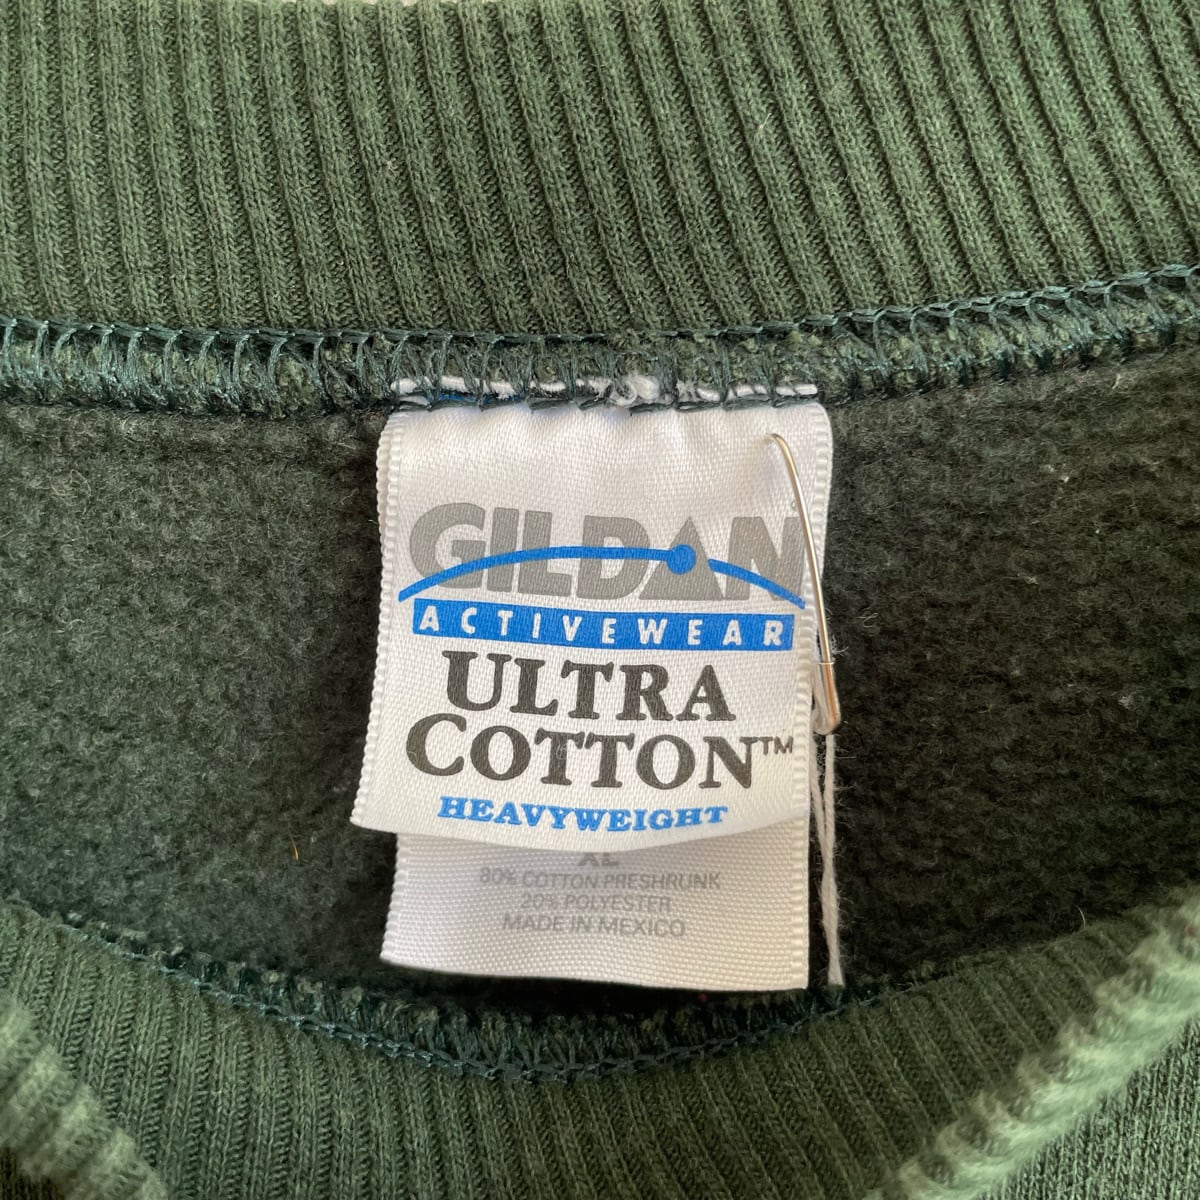 GILDAN
ACTIVEWEAR
ULTRA
COTTON™
HEAVYWEIGHT
XL
80% COTTON PRESHRUNK
20% POLYESTER
MADE IN MEXICO